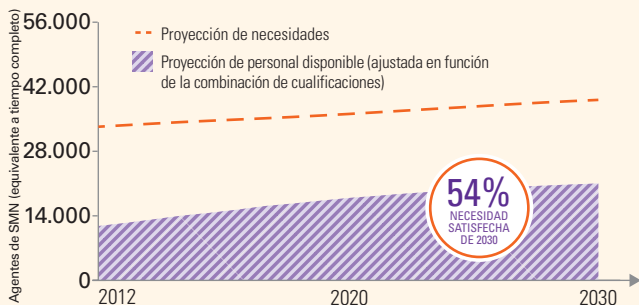 Agentes de SMN (equivalente a tiempo completo)
56.000
42.000
28.000
14.000
0
Proyección de necesidades
Proyección de personal disponible (ajustada en función
de la combinación de cualificaciones)
54%
NECESIDAD
SATISFECHA
DE 2030
2012
2020
2030